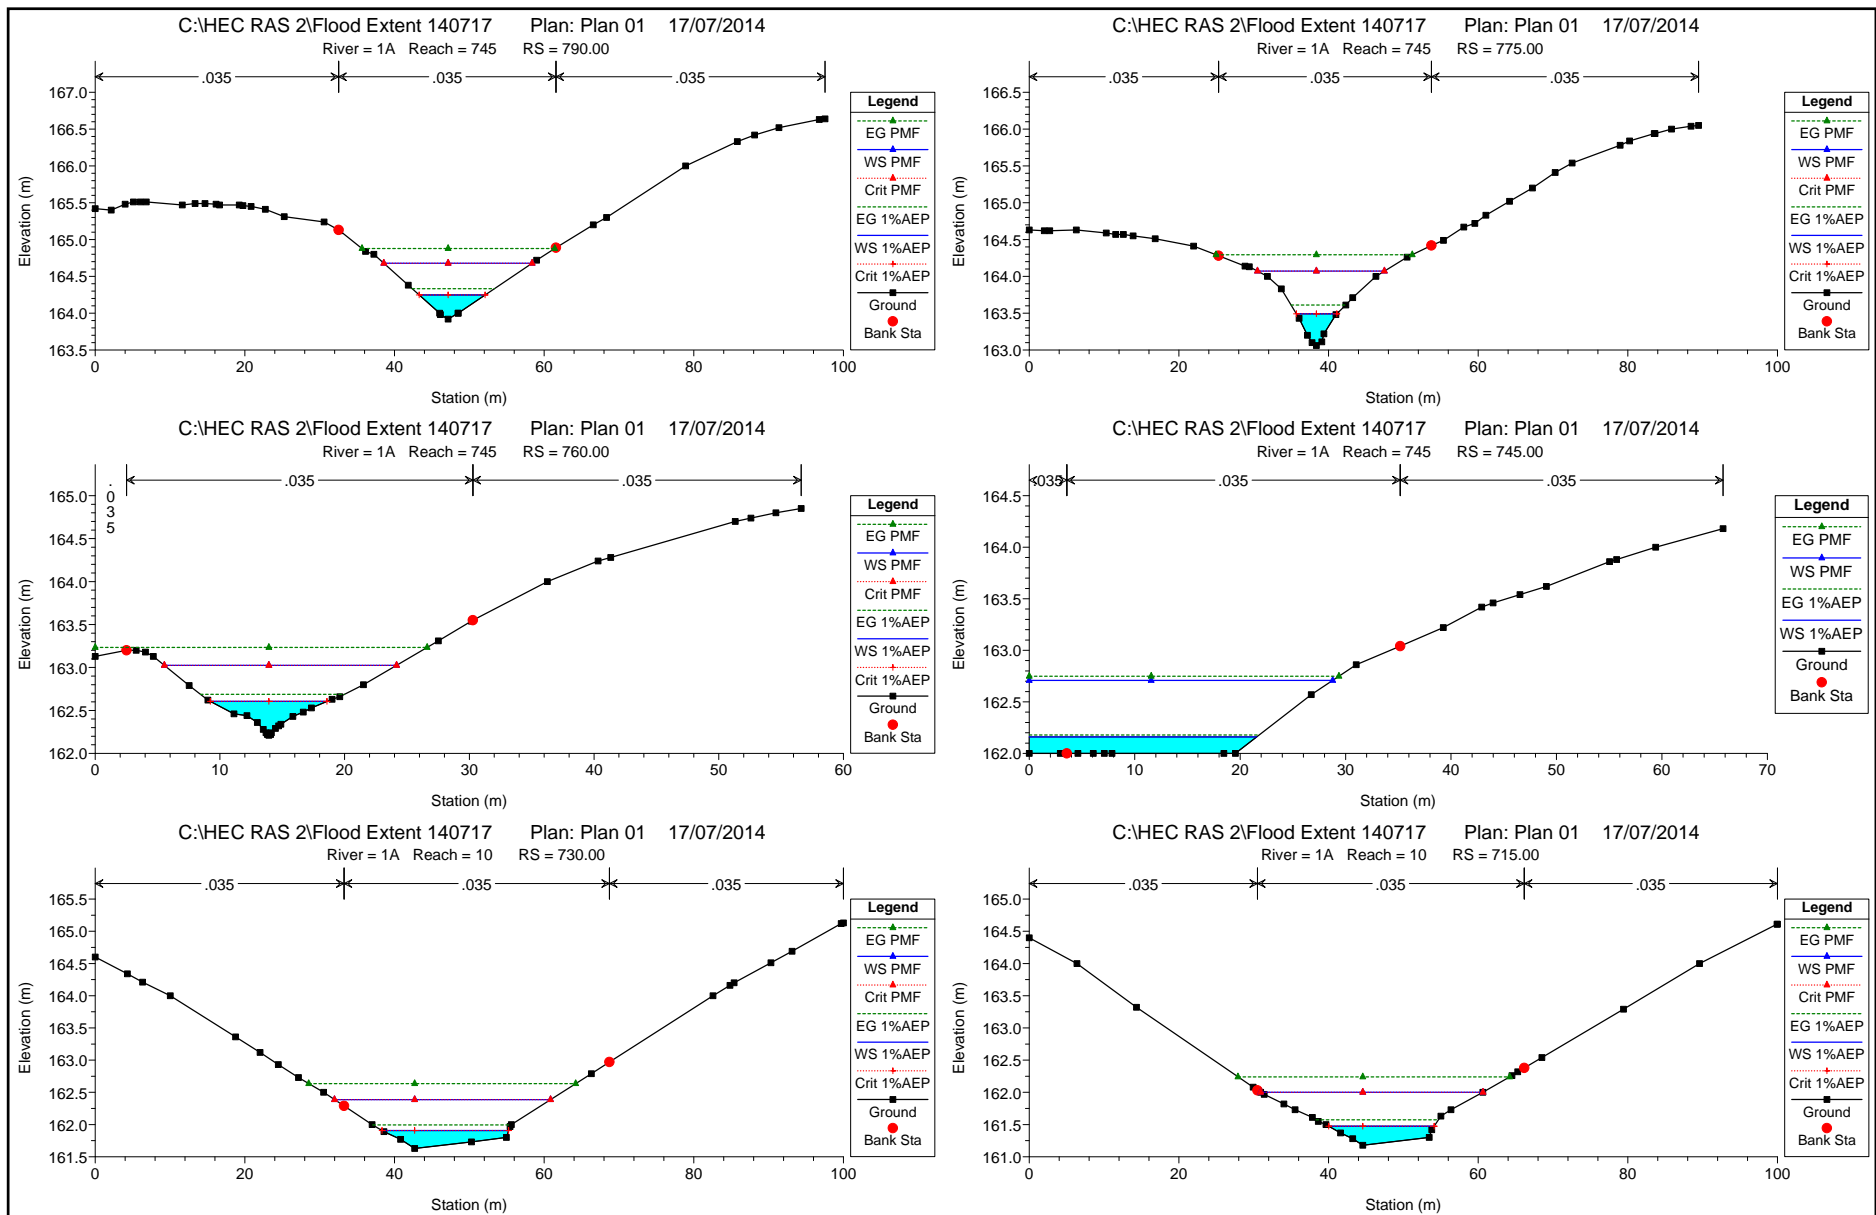 C:\HEC RAS 2\Flood Extent 140717 Plan: Plan 01 17/07/2014
River = 1A Reach = 745 RS = 790.00
.035 .035 .035
167.0
166.5
166.0
165.5
165.0
164.5
164.0
163.5
Elevation (m)
0 20 40 60 80 100
Station (m)
Legend
EG PMF
WS PMF
Crit PMF
EG 1%AEP
WS 1%AEP
Crit 1%AEP
Ground
Bank Sta
C:\HEC RAS 2\Flood Extent 140717 Plan: Plan 01 17/07/2014
River = 1A Reach = 745 RS = 775.00
.035 .035 .035
166.5
166.0
165.5
165.0
164.5
164.0
163.5
163.0
Elevation (m)
0 20 40 60 80 100
Station (m)
Legend
EG PMF
WS PMF
Crit PMF
EG 1%AEP
WS 1%AEP
Crit 1%AEP
Ground
Bank Sta
C:\HEC RAS 2\Flood Extent 140717 Plan: Plan 01 17/07/2014
River = 1A Reach = 745 RS = 760.00
.035 .035 .035
165.0
164.5
164.0
163.5
163.0
162.5
162.0
Elevation (m)
0 10 20 30 40 50 60
Station (m)
Legend
EG PMF
WS PMF
Crit PMF
EG 1%AEP
WS 1%AEP
Crit 1%AEP
Ground
Bank Sta
C:\HEC RAS 2\Flood Extent 140717 Plan: Plan 01 17/07/2014
River = 1A Reach = 745 RS = 745.00
.035 .035 .035
164.5
164.0
163.5
163.0
162.5
162.0
Elevation (m)
0 10 20 30 40 50 60 70
Station (m)
Legend
EG PMF
WS PMF
EG 1%AEP
WS 1%AEP
Ground
Bank Sta
C:\HEC RAS 2\Flood Extent 140717 Plan: Plan 01 17/07/2014
River = 1A Reach = 10 RS = 730.00
.035 .035 .035
165.5
165.0
164.5
164.0
163.5
163.0
162.5
162.0
161.5
Elevation (m)
0 20 40 60 80 100
Station (m)
Legend
EG PMF
WS PMF
Crit PMF
EG 1%AEP
WS 1%AEP
Crit 1%AEP
Ground
Bank Sta
C:\HEC RAS 2\Flood Extent 140717 Plan: Plan 01 17/07/2014
River = 1A Reach = 10 RS = 715.00
.035 .035 .035
165.0
164.5
164.0
163.5
163.0
162.5
162.0
161.5
161.0
Elevation (m)
0 20 40 60 80 100
Station (m)
Legend
EG PMF
WS PMF
Crit PMF
EG 1%AEP
WS 1%AEP
Crit 1%AEP
Ground
Bank Sta